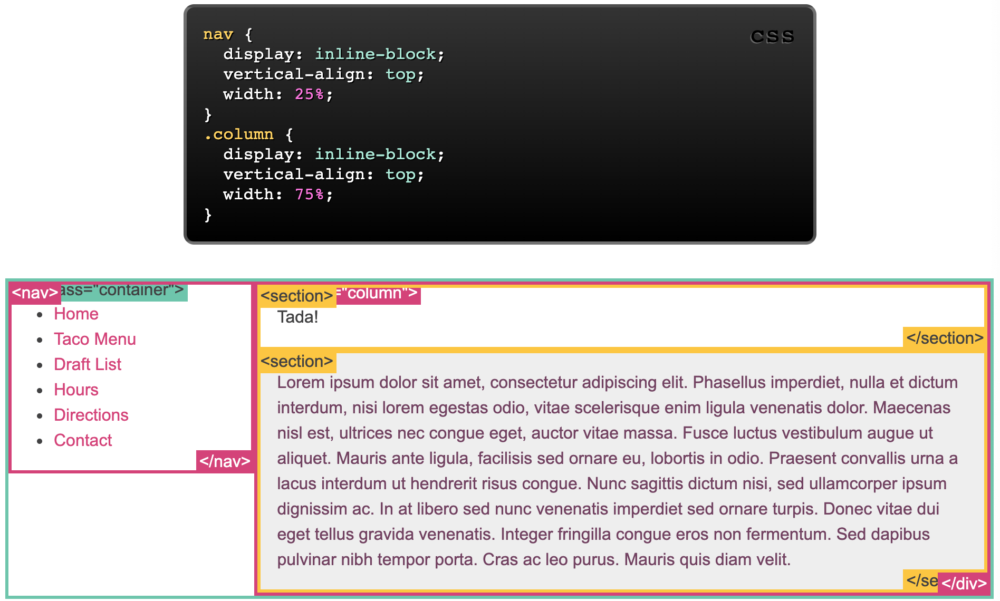 css
nav {
display: inline-block;
vertical-align: top;
width: 25%;
}
.column {
display: inline-block;
vertical-align: top;
width: 75%;
}
<nav> ass="container">
Home
Taco Menu
Draft List
Hours
Directions
Contact
</nav>
<section> ="column">
Tada!
</section>
<section>
Lorem ipsum dolor sit amet, consectetur adipiscing elit. Phasellus imperdiet, nulla et dictum
interdum, nisi lorem egestas odio, vitae scelerisque enim ligula venenatis dolor. Maecenas
nisl est, ultrices nec congue eget, auctor vitae massa. Fusce luctus vestibulum augue ut
aliquet. Mauris ante ligula, facilisis sed ornare eu, lobortis in odio. Praesent convallis urna a
lacus interdum ut hendrerit risus congue. Nunc sagittis dictum nisi, sed ullamcorper ipsum
dignissim ac. In at libero sed nunc venenatis imperdiet sed ornare turpis. Donec vitae dui
eget tellus gravida venenatis. Integer fringilla congue eros non fermentum. Sed dapibus
pulvinar nibh tempor porta. Cras ac leo purus. Mauris quis diam velit.
</se </div>